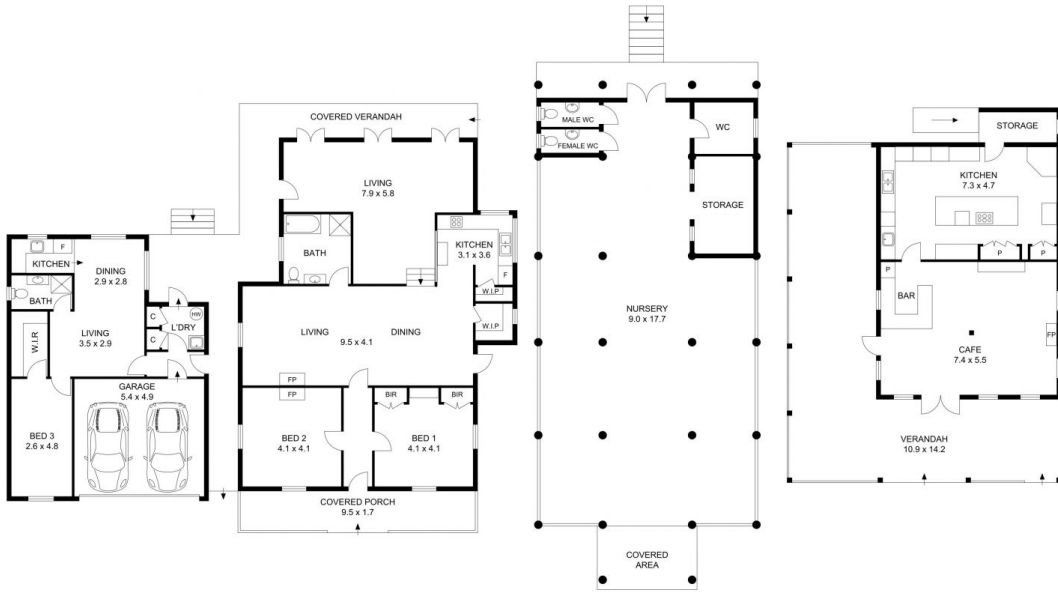 KITCHEN
F
DINING
2.9 x 2.8
BATH
W.I.R
LIVING
3.5 x 2.9
C
C
HW
L'DRY
GARAGE
5.4 x 4.9
BED 3
2.6 x 4.8
COVERED VERANDAH
LIVING
7.9 x 5.8
BATH
KITCHEN
3.1 x 3.6
F
W.I.P
W.I.P
LIVING
DINING
9.5 x 4.1
FP
FP
BIR
BIR
BED 2
4.1 x 4.1
BED 1
4.1 x 4.1
COVERED PORCH
9.5 x 1.7
MALE WC
FEMALE WC
WC
STORAGE
NURSERY
9.0 x 17.7
COVERED
AREA
STORAGE
KITCHEN
7.3 x 4.7
P
P
P
BAR
FP
CAFE
7.4 x 5.5
VERANDAH
10.9 x 14.2